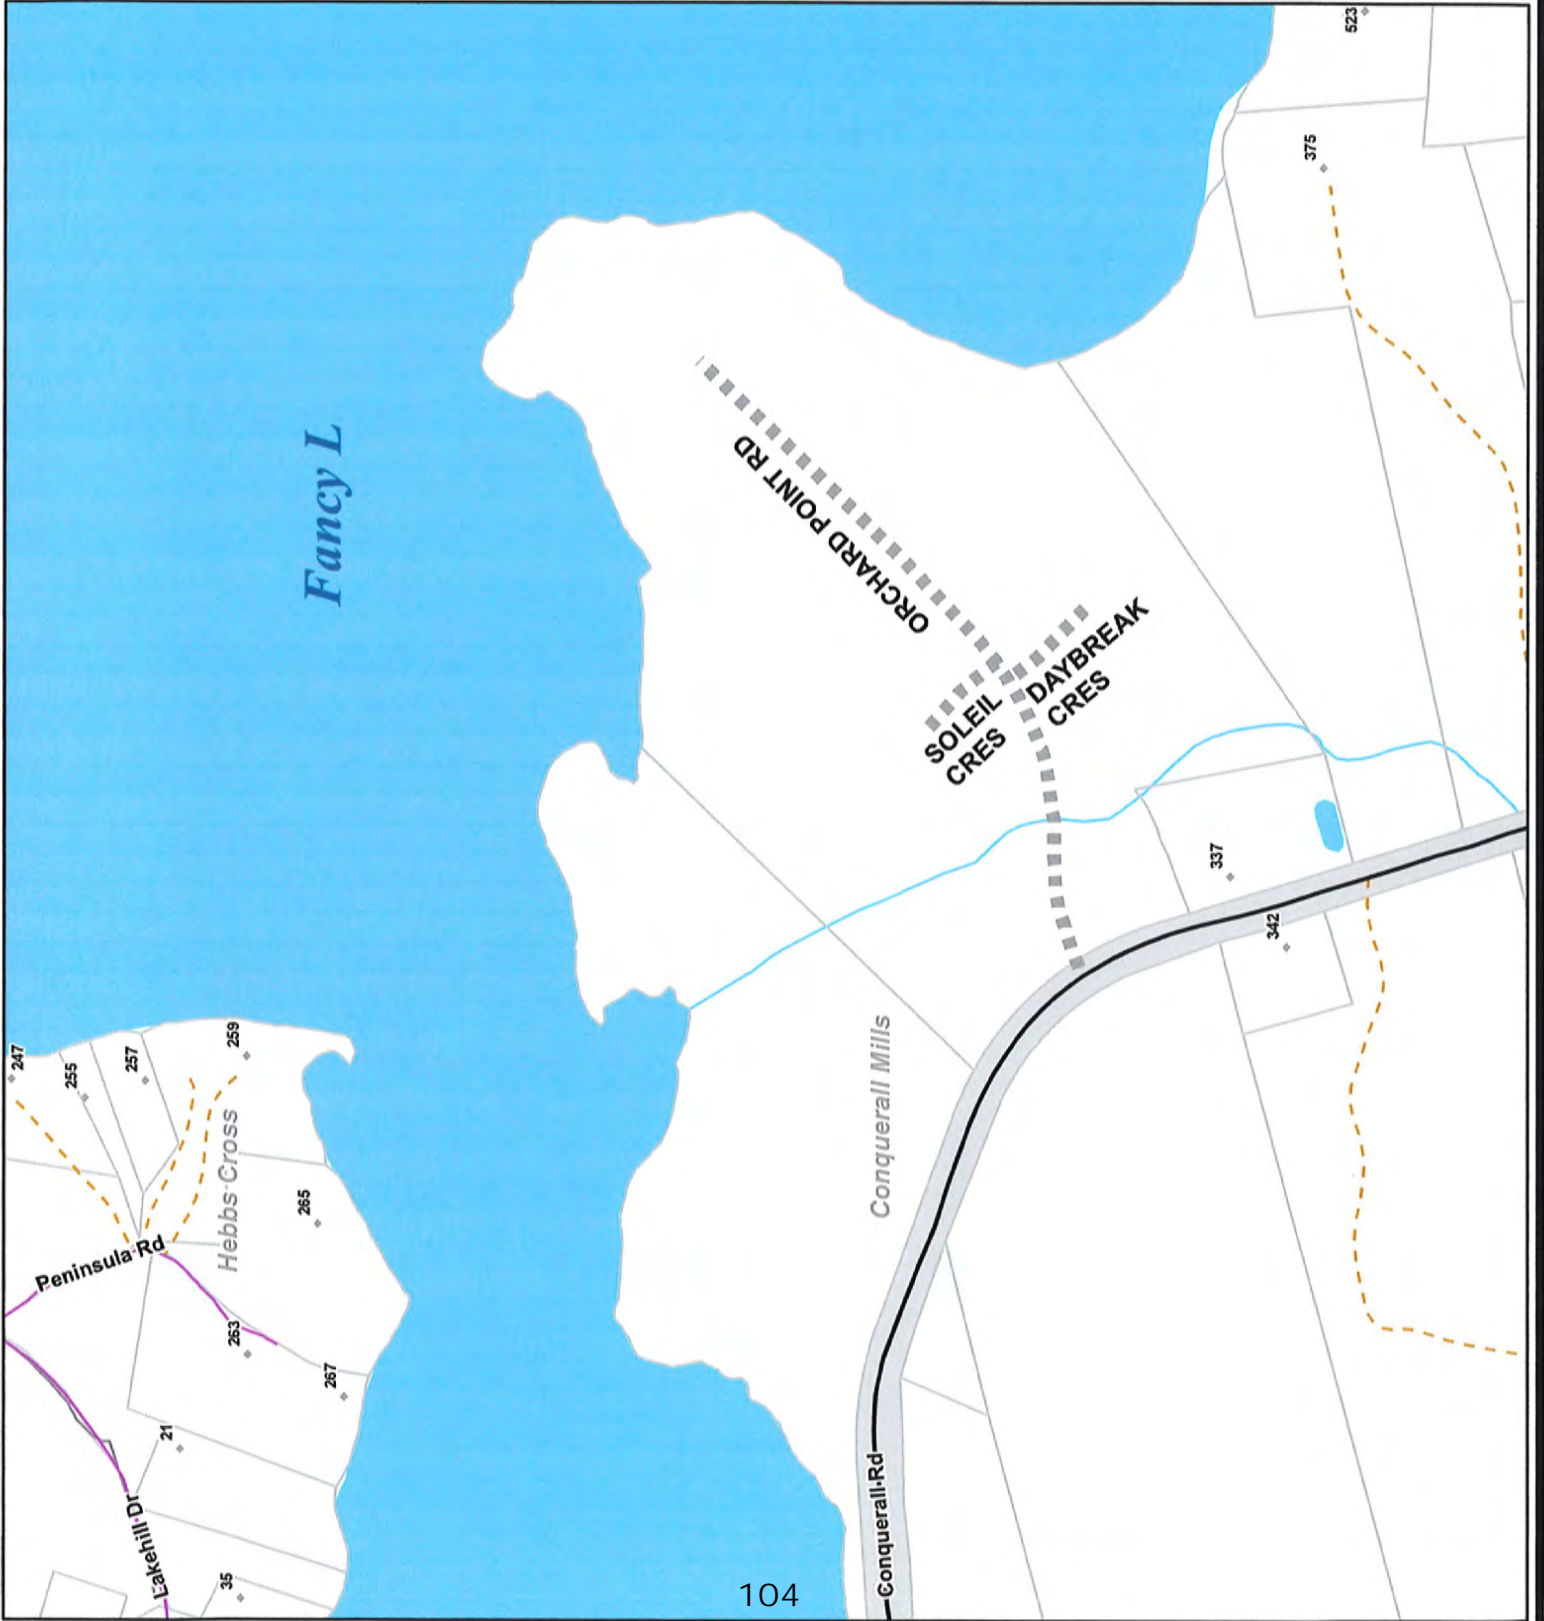 523
375
Fancy L
ORCHARD POINT RD
SOLEIL
CRES
DAYBREAK
CRES
337
342
247
255
257
259
Hebbs Cross
265
Peninsula Rd
263
267
21
Lakehill Dr
35
Conquerall Mills
Conquerall Rd
104